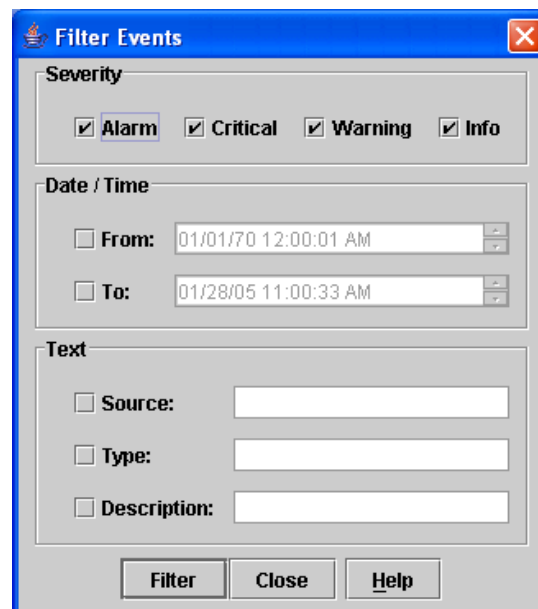 Filter Events
Severity
Alarm Critical Warning Info
Date / Time
From: 01/01/70 12:00:01 AM
To: 01/28/05 11:00:33 AM
Text
Source:
Type:
Description:
Filter Close Help